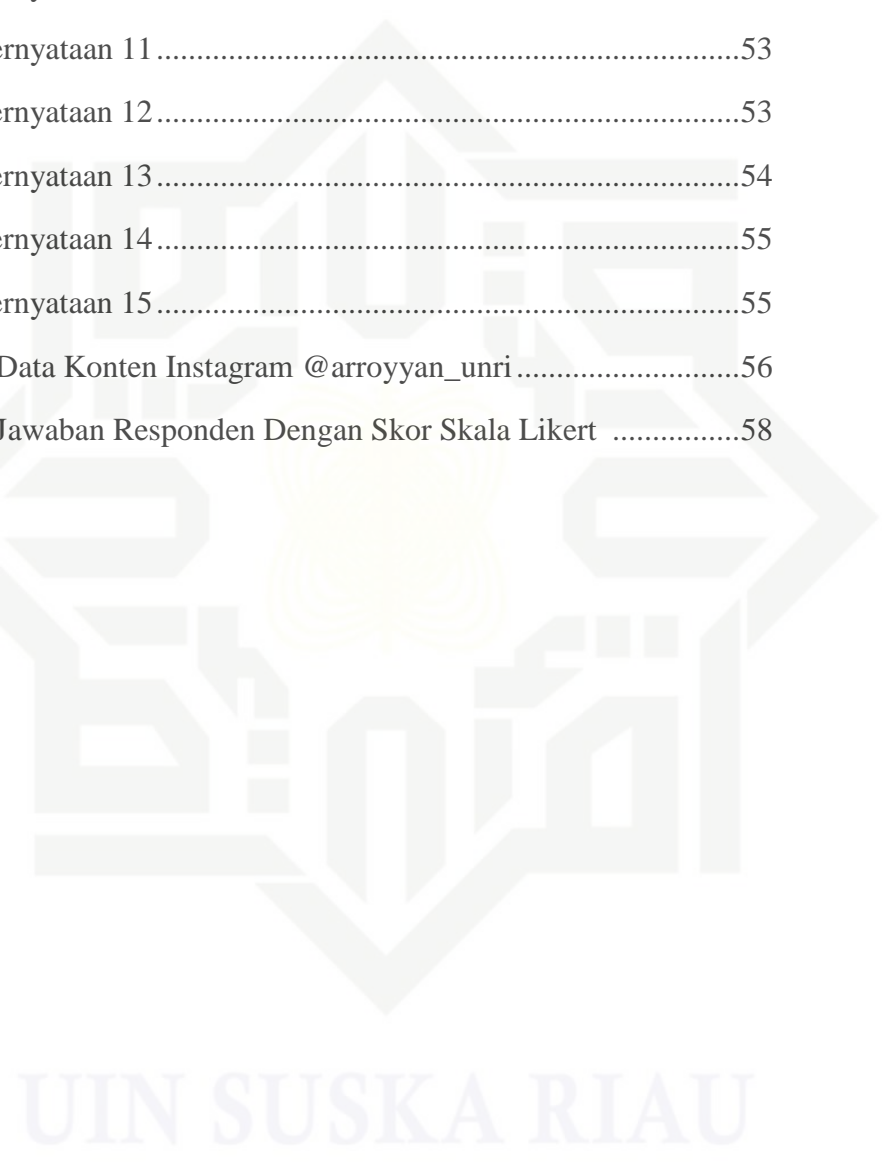 ernyataan 11..........................................................................53
ernyataan 12..........................................................................53
ernyataan 13..........................................................................54
ernyataan 14..........................................................................55
ernyataan 15..........................................................................55
Data Konten Instagram @arroyyan_unri............................56
Jawaban Responden Dengan Skor Skala Likert ................58
UIN SUSKA RIAU